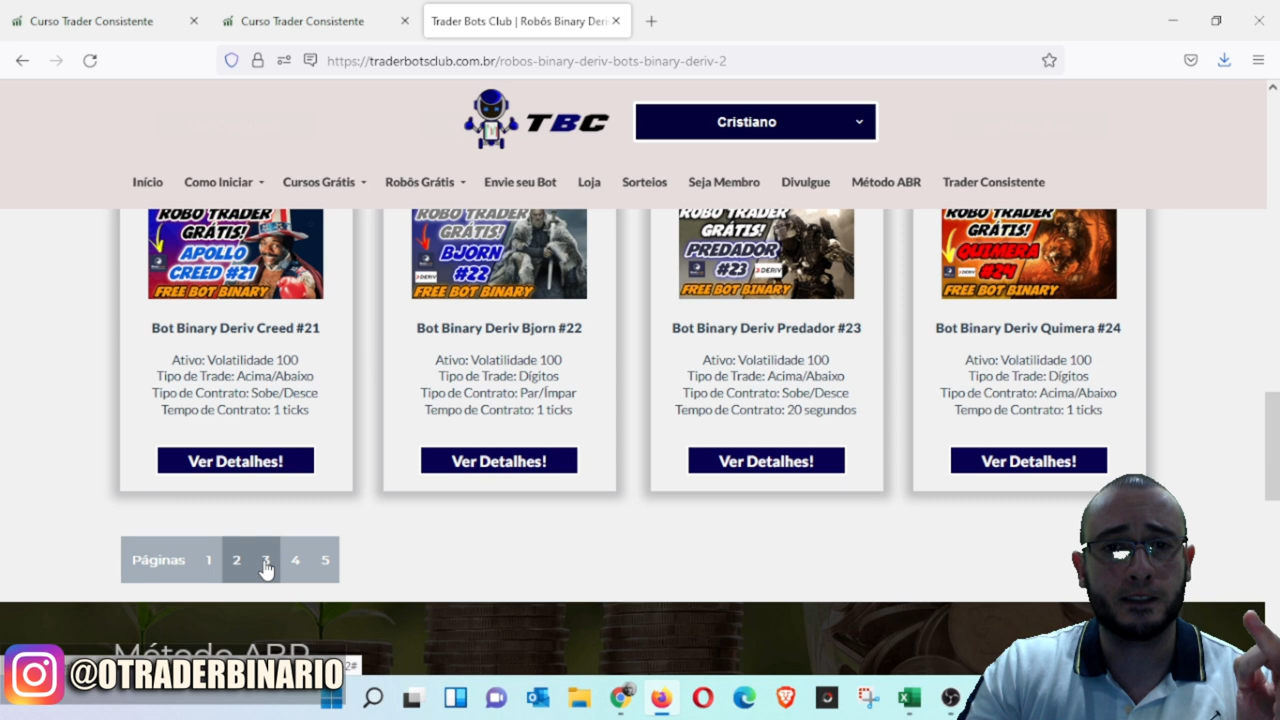 Curso Trader Consistente
Curso Trader Consistente
Trader Bots Club | Robôs Binary Deri
https://traderbotsclub.com.br/robos-binary-deriv-bots-binary-deriv-2
TBC
Cristiano
Início
Como Iniciar
Cursos Grátis
Robôs Grátis
Envie seu Bot
Loja
Sorteios
Seja Membro
Divulgue
Método ABR
Trader Consistente
ROBO TRADER
GRÁTIS!
APOLLO
CREED #21
FREE BOT BINARY
ROBO TRADER
GRÁTIS!
BJORN
#22
DERIV
FREE BOT BINARY
ROBO TRADER
GRÁTIS!
PREDADOR
#23
DERIV
FREE BOT BINARY
ROBO TRADER
GRÁTIS!
QUIMERA
#24
FREE BOT BINARY
Bot Binary Deriv Creed #21
Ativo: Volatilidade 100
Tipo de Trade: Acima/Abaixo
Tipo de Contrato: Sobe/Desce
Tempo de Contrato: 1 ticks
Ver Detalhes!
Bot Binary Deriv Bjorn #22
Ativo: Volatilidade 100
Tipo de Trade: Dígitos
Tipo de Contrato: Par/Ímpar
Tempo de Contrato: 1 ticks
Ver Detalhes!
Bot Binary Deriv Predador #23
Ativo: Volatilidade 100
Tipo de Trade: Acima/Abaixo
Tipo de Contrato: Sobe/Desce
Tempo de Contrato: 20 segundos
Ver Detalhes!
Bot Binary Deriv Quimera #24
Ativo: Volatilidade 100
Tipo de Trade: Dígitos
Tipo de Contrato: Acima/Abaixo
Tempo de Contrato: 1 ticks
Ver Detalhes!
Páginas 1 2 3 4 5
Método ABR
2#
@OTRADERBINARIO